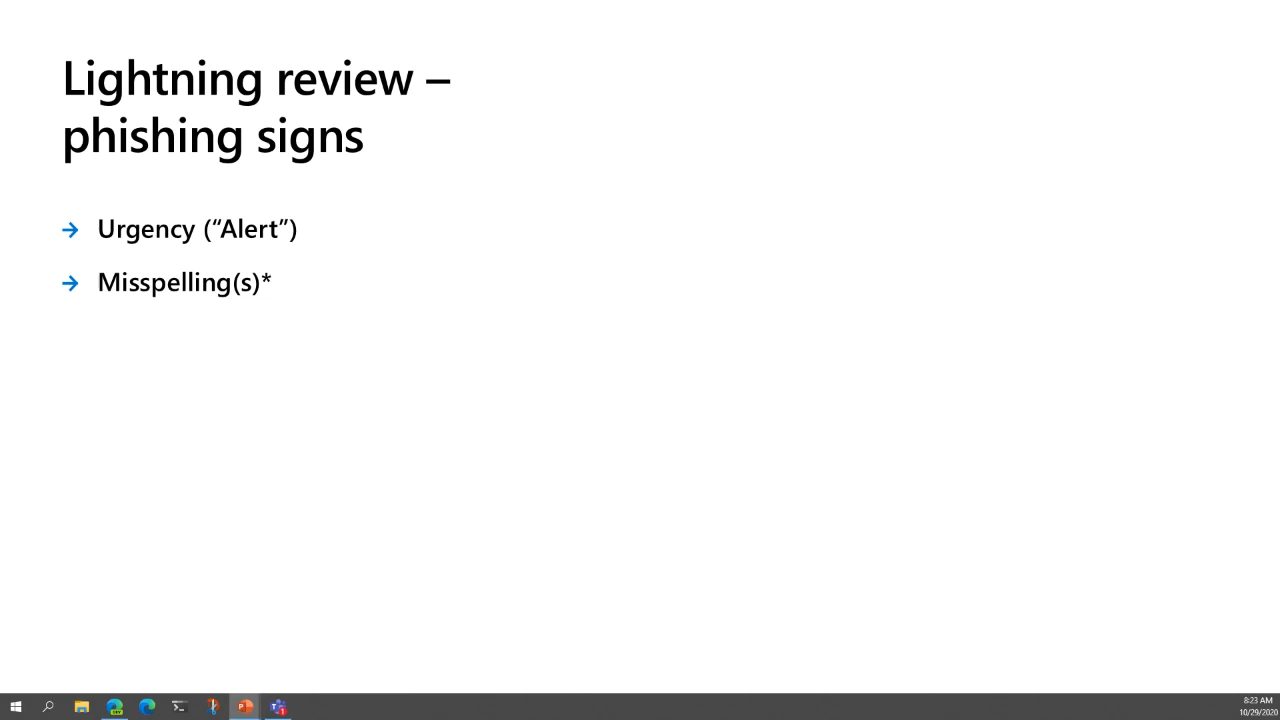 Lightning review –
phishing signs
→ Urgency (“Alert”)
→ Misspelling(s)*
8:23 AM
10/29/2020